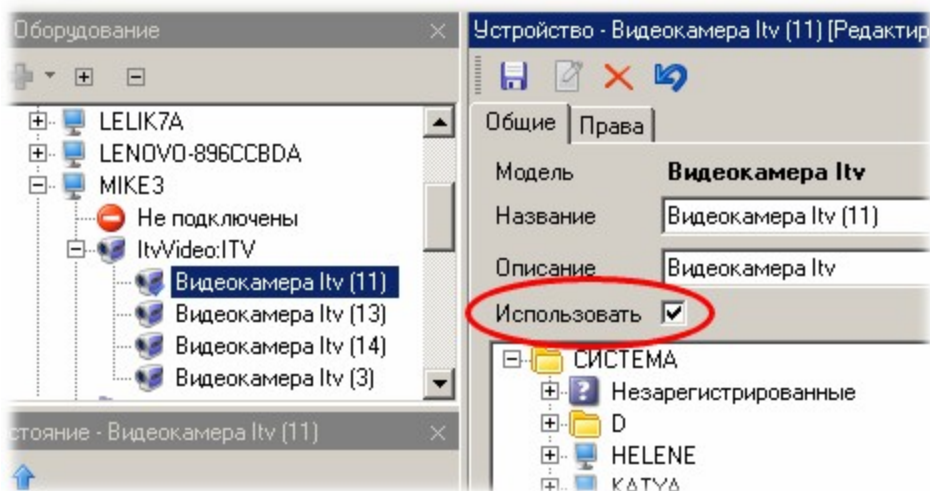 Оборудование
LELIK7A
LENOVO-896CCBDA
MIKE3
Не подключены
ItvVideo:ITV
Видеокамера Itv (11)
Видеокамера Itv (13)
Видеокамера Itv (14)
Видеокамера Itv (3)
стояние - Видеокамера Itv (11)
Устройство - Видеокамера Itv (11) [Редактир
Общие
Права
Модель Видеокамера Itv
Название Видеокамера Itv (11)
Описание Видеокамера Itv
Использовать
СИСТЕМА
Незарегистрированные
D
HELENE
KATYA